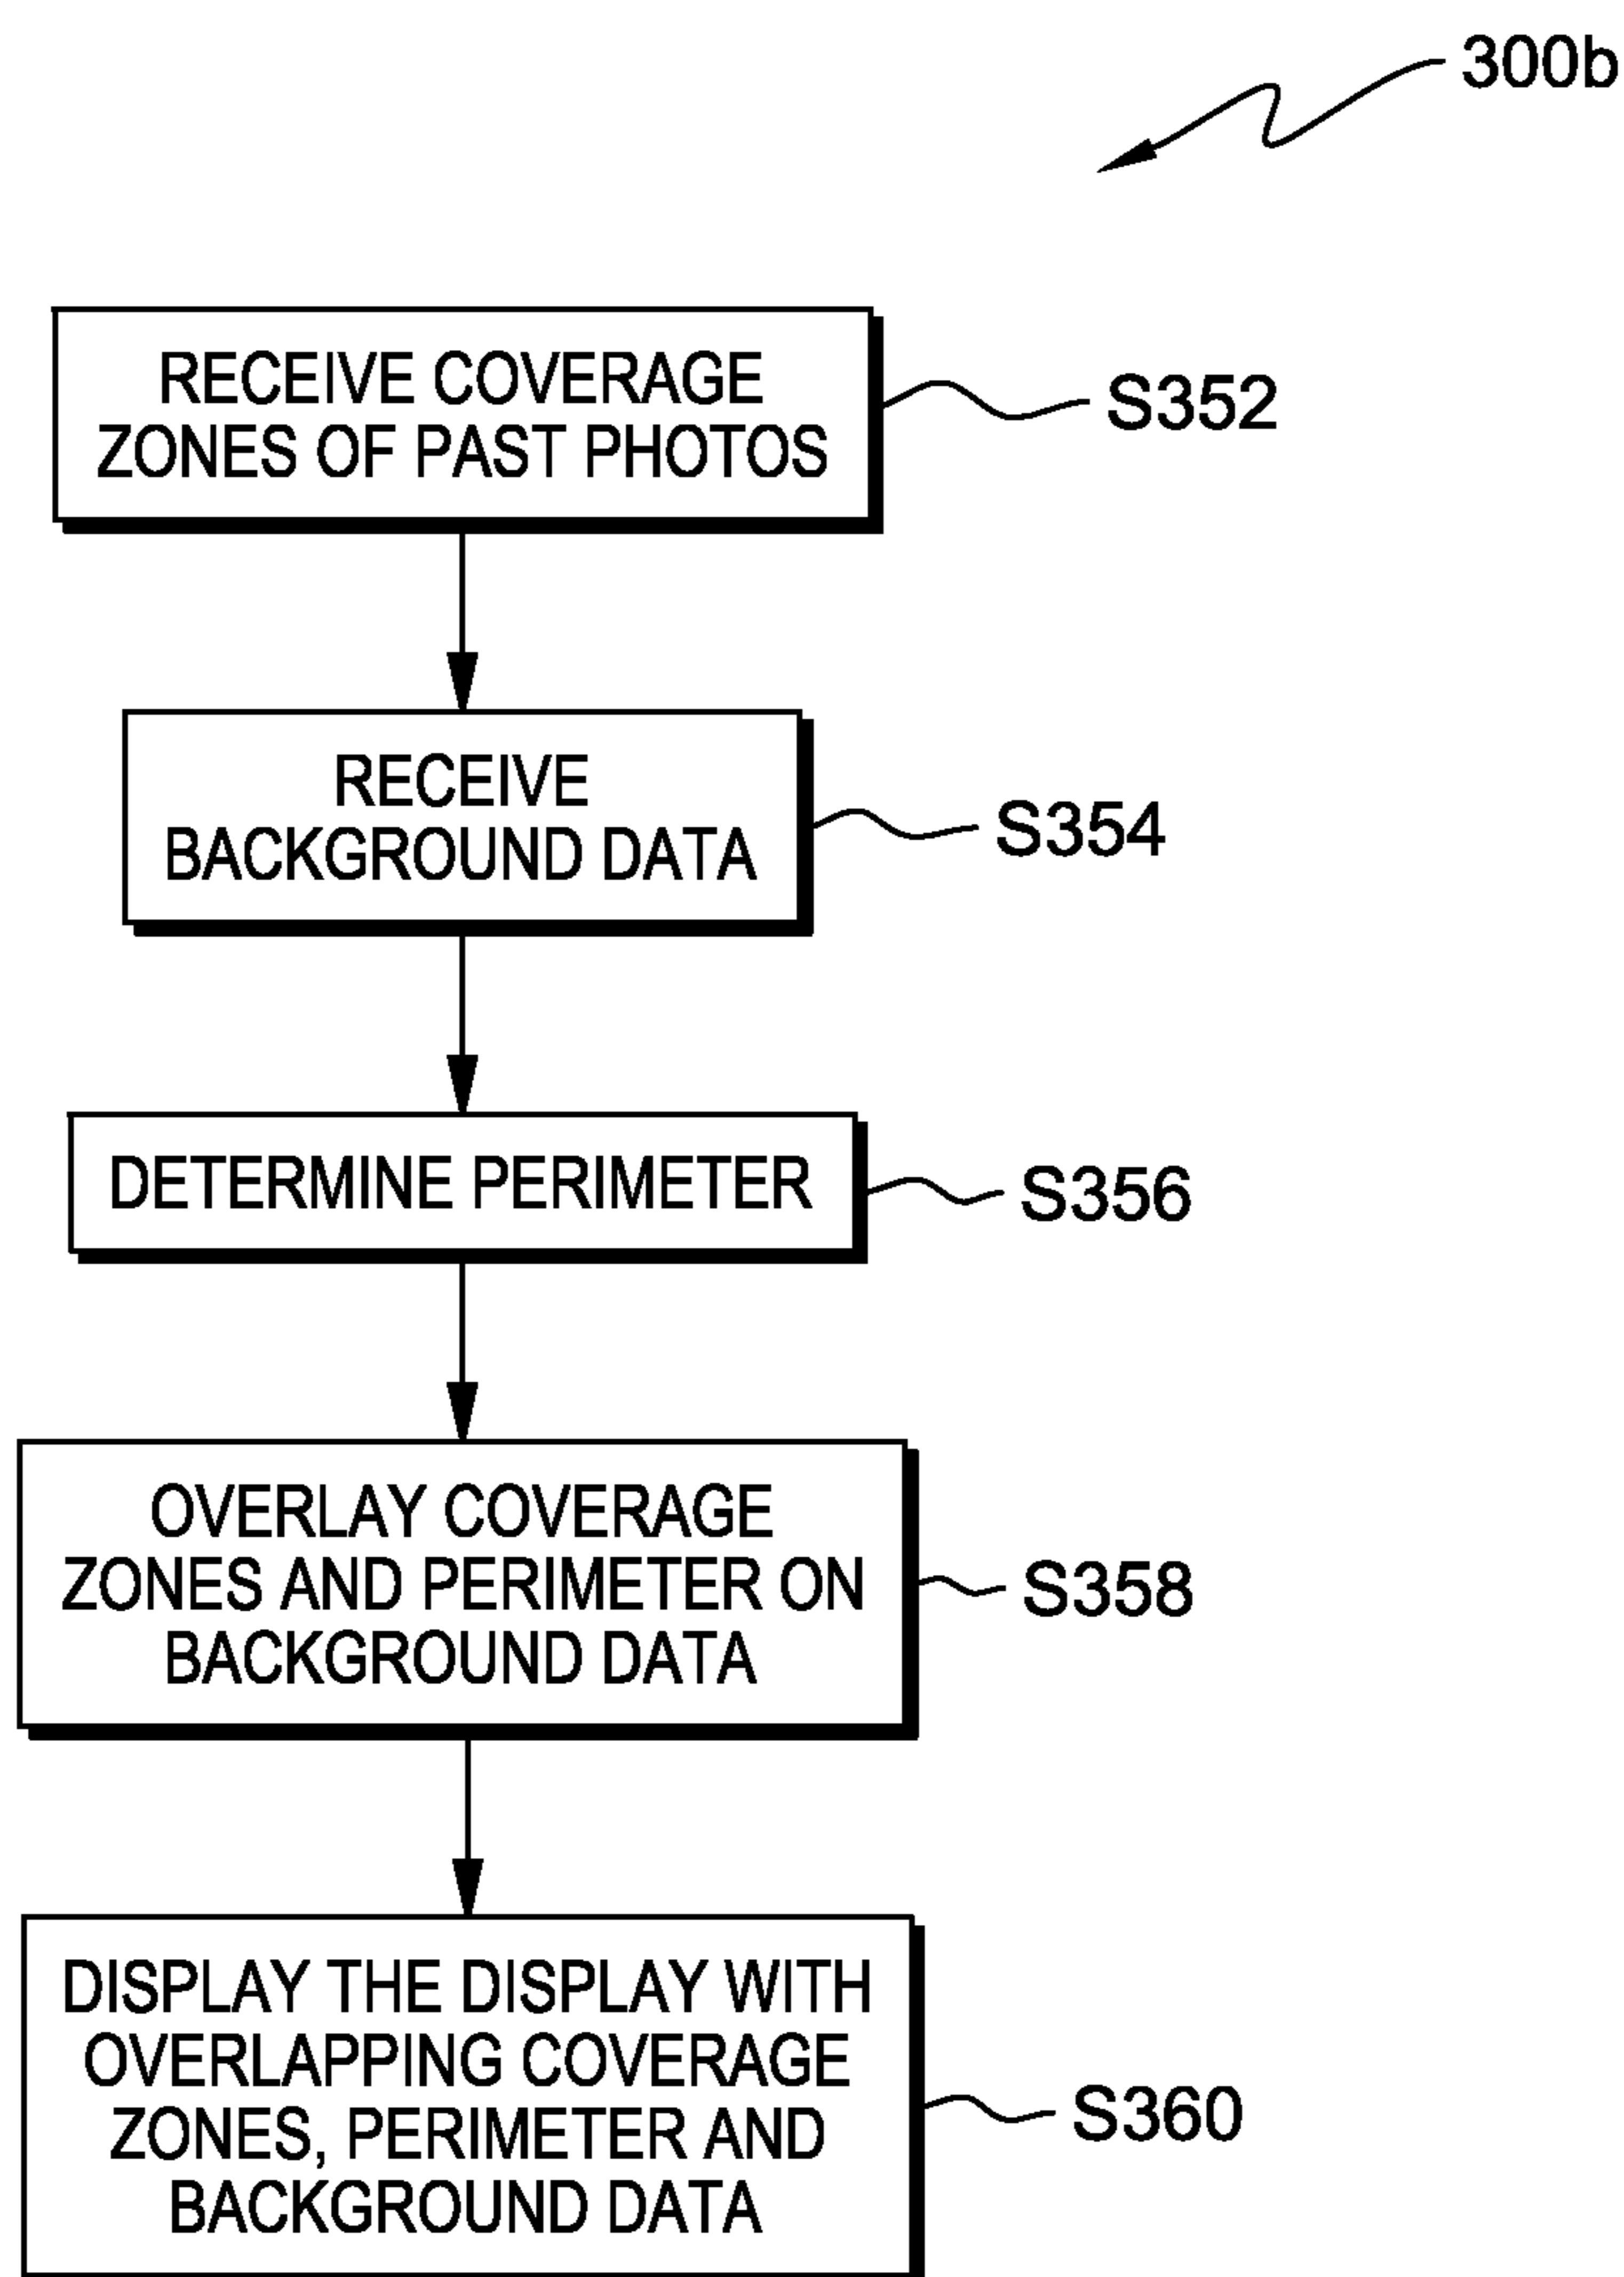 300b
RECEIVE COVERAGE
ZONES OF PAST PHOTOS
S352
RECEIVE
BACKGROUND DATA
S354
DETERMINE PERIMETER
S356
OVERLAY COVERAGE
ZONES AND PERIMETER ON
BACKGROUND DATA
S358
DISPLAY THE DISPLAY WITH
OVERLAPPING COVERAGE
ZONES, PERIMETER AND
BACKGROUND DATA
S360